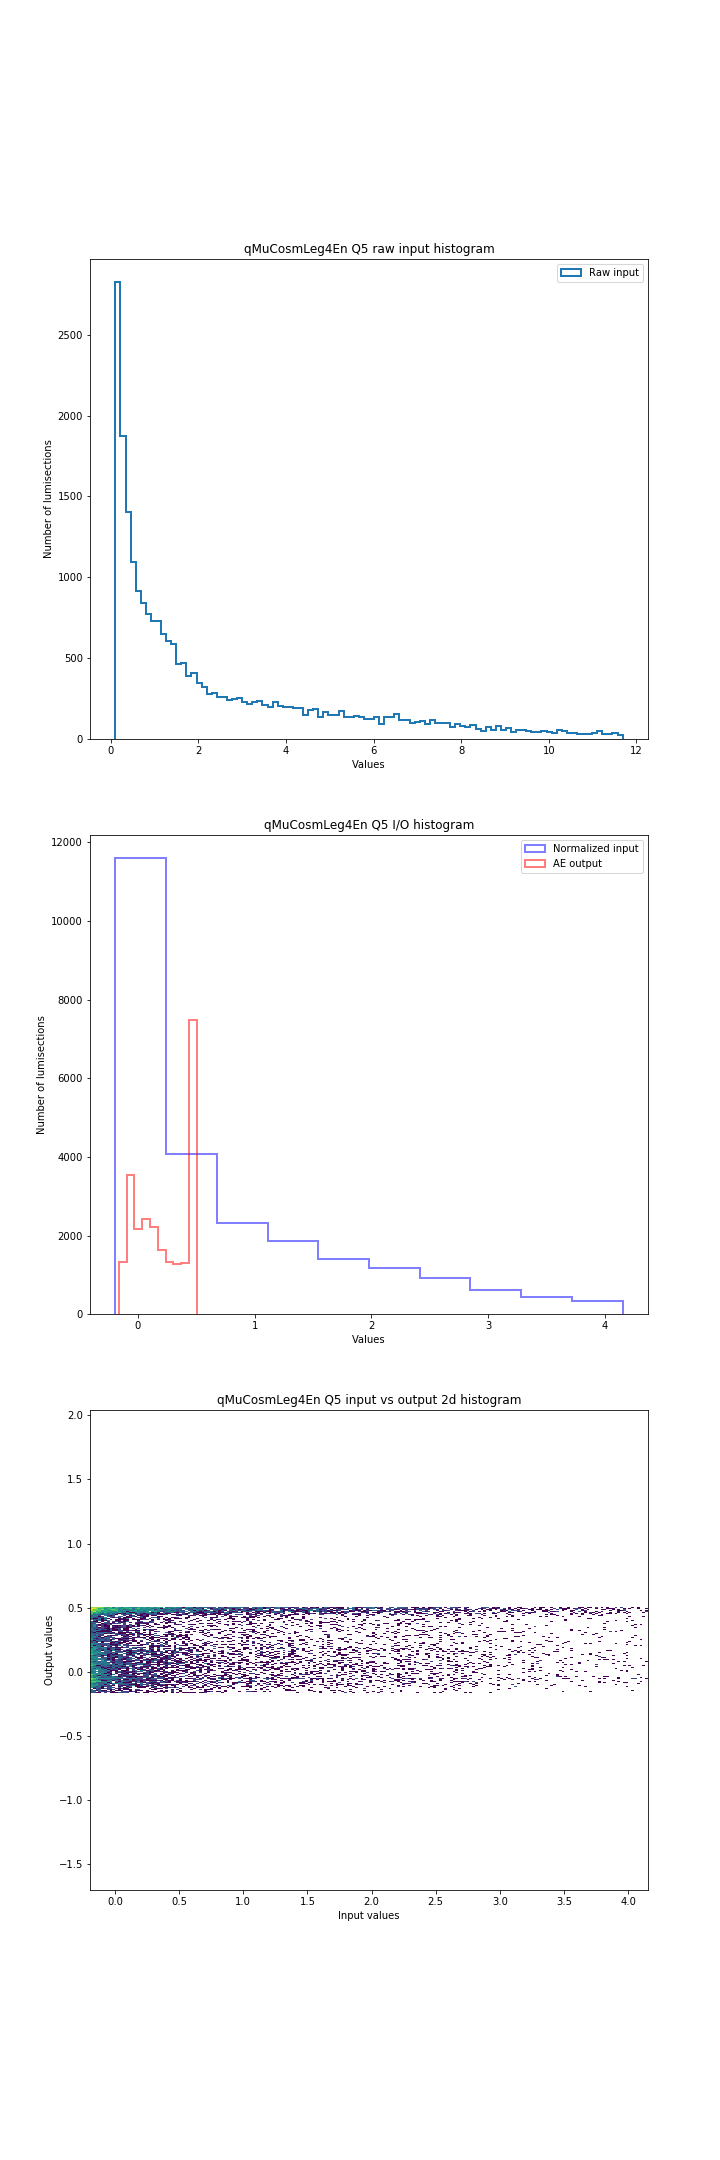 qMuCosmLeg4En Q5 raw input histogram
Raw input
Number of lumisections
2500
2000
1500
1000
500
0
0 2 4 6 8 10 12
Values
qMuCosmLeg4En Q5 I/O histogram
Normalized input
AE output
Number of lumisections
12000
10000
8000
6000
4000
2000
0
0 1 2 3 4
Values
qMuCosmLeg4En Q5 input vs output 2d histogram
Output values
2.0
1.5
1.0
0.5
0.0
−0.5
−1.0
−1.5
0.0 0.5 1.0 1.5 2.0 2.5 3.0 3.5 4.0
Input values